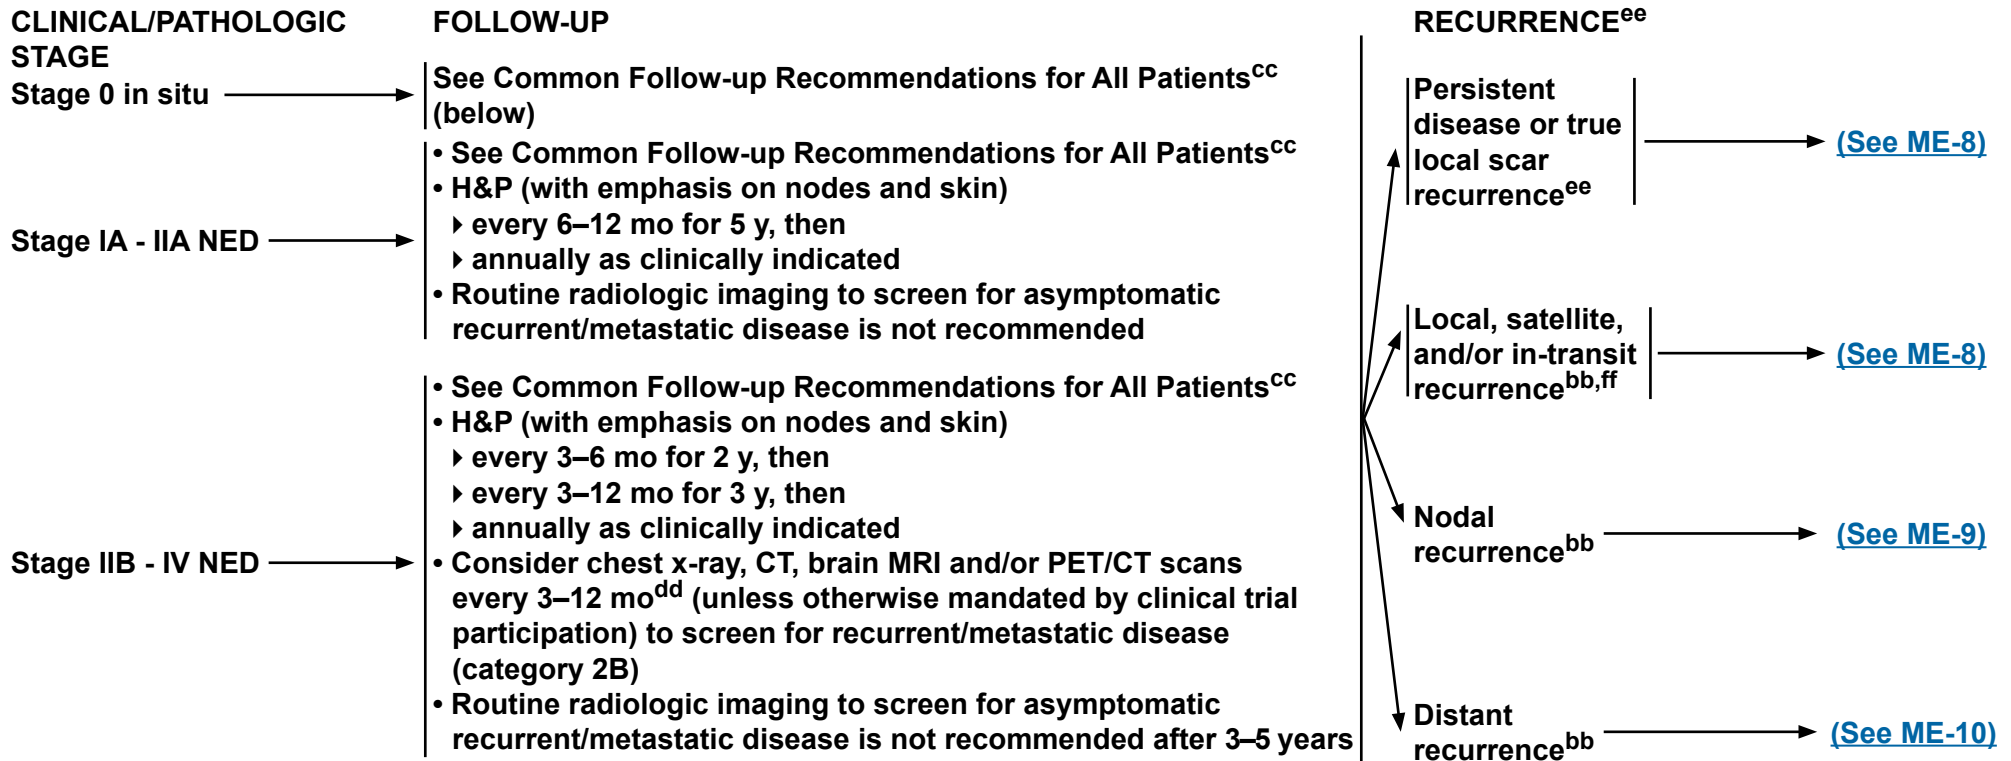 CLINICAL/PATHOLOGIC
STAGE
FOLLOW-UP
RECURRENCEee
Stage 0 in situ
See Common Follow-up Recommendations for All Patientscc
(below)
Stage IA - IIA NED
• See Common Follow-up Recommendations for All Patientscc
• H&P (with emphasis on nodes and skin)
▸ every 6–12 mo for 5 y, then
▸ annually as clinically indicated
• Routine radiologic imaging to screen for asymptomatic
recurrent/metastatic disease is not recommended
Stage IIB - IV NED
• See Common Follow-up Recommendations for All Patientscc
• H&P (with emphasis on nodes and skin)
▸ every 3–6 mo for 2 y, then
▸ every 3–12 mo for 3 y, then
▸ annually as clinically indicated
• Consider chest x-ray, CT, brain MRI and/or PET/CT scans
every 3–12 modd (unless otherwise mandated by clinical trial
participation) to screen for recurrent/metastatic disease
(category 2B)
• Routine radiologic imaging to screen for asymptomatic
recurrent/metastatic disease is not recommended after 3–5 years
Persistent
disease or true
local scar
recurrenceee
(See ME-8)
Local, satellite,
and/or in-transit
recurrencebb,ff
(See ME-8)
Nodal
recurrencebb
(See ME-9)
Distant
recurrencebb
(See ME-10)